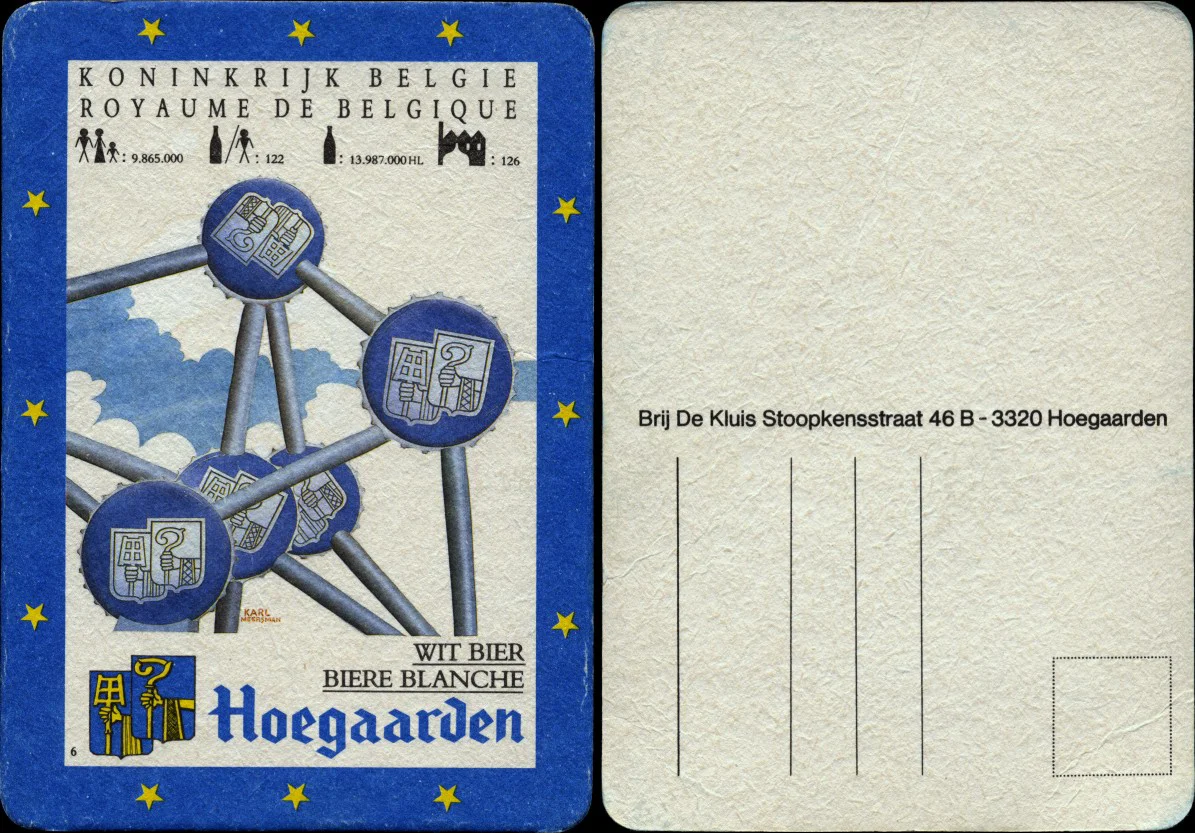 KONINKRIJK BELGIE
ROYAUME DE BELGIQUE
: 9.865.000 / : 122 : 13.987.000 HL : 126
KARL
MEERSMAN
WIT BIER
BIERE BLANCHE
Hoegaarden
6
Brij De Kluis Stoopkensstraat 46 B - 3320 Hoegaarden